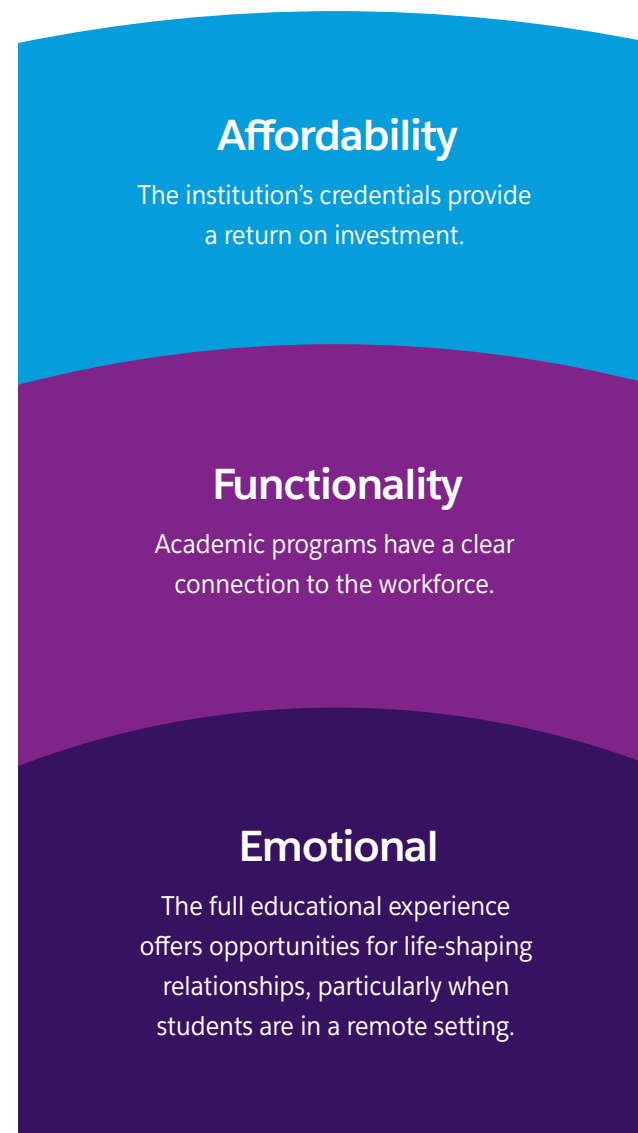 Affordability
The institution’s credentials provide
a return on investment.
Functionality
Academic programs have a clear
connection to the workforce.
Emotional
The full educational experience
offers opportunities for life-shaping
relationships, particularly when
students are in a remote setting.